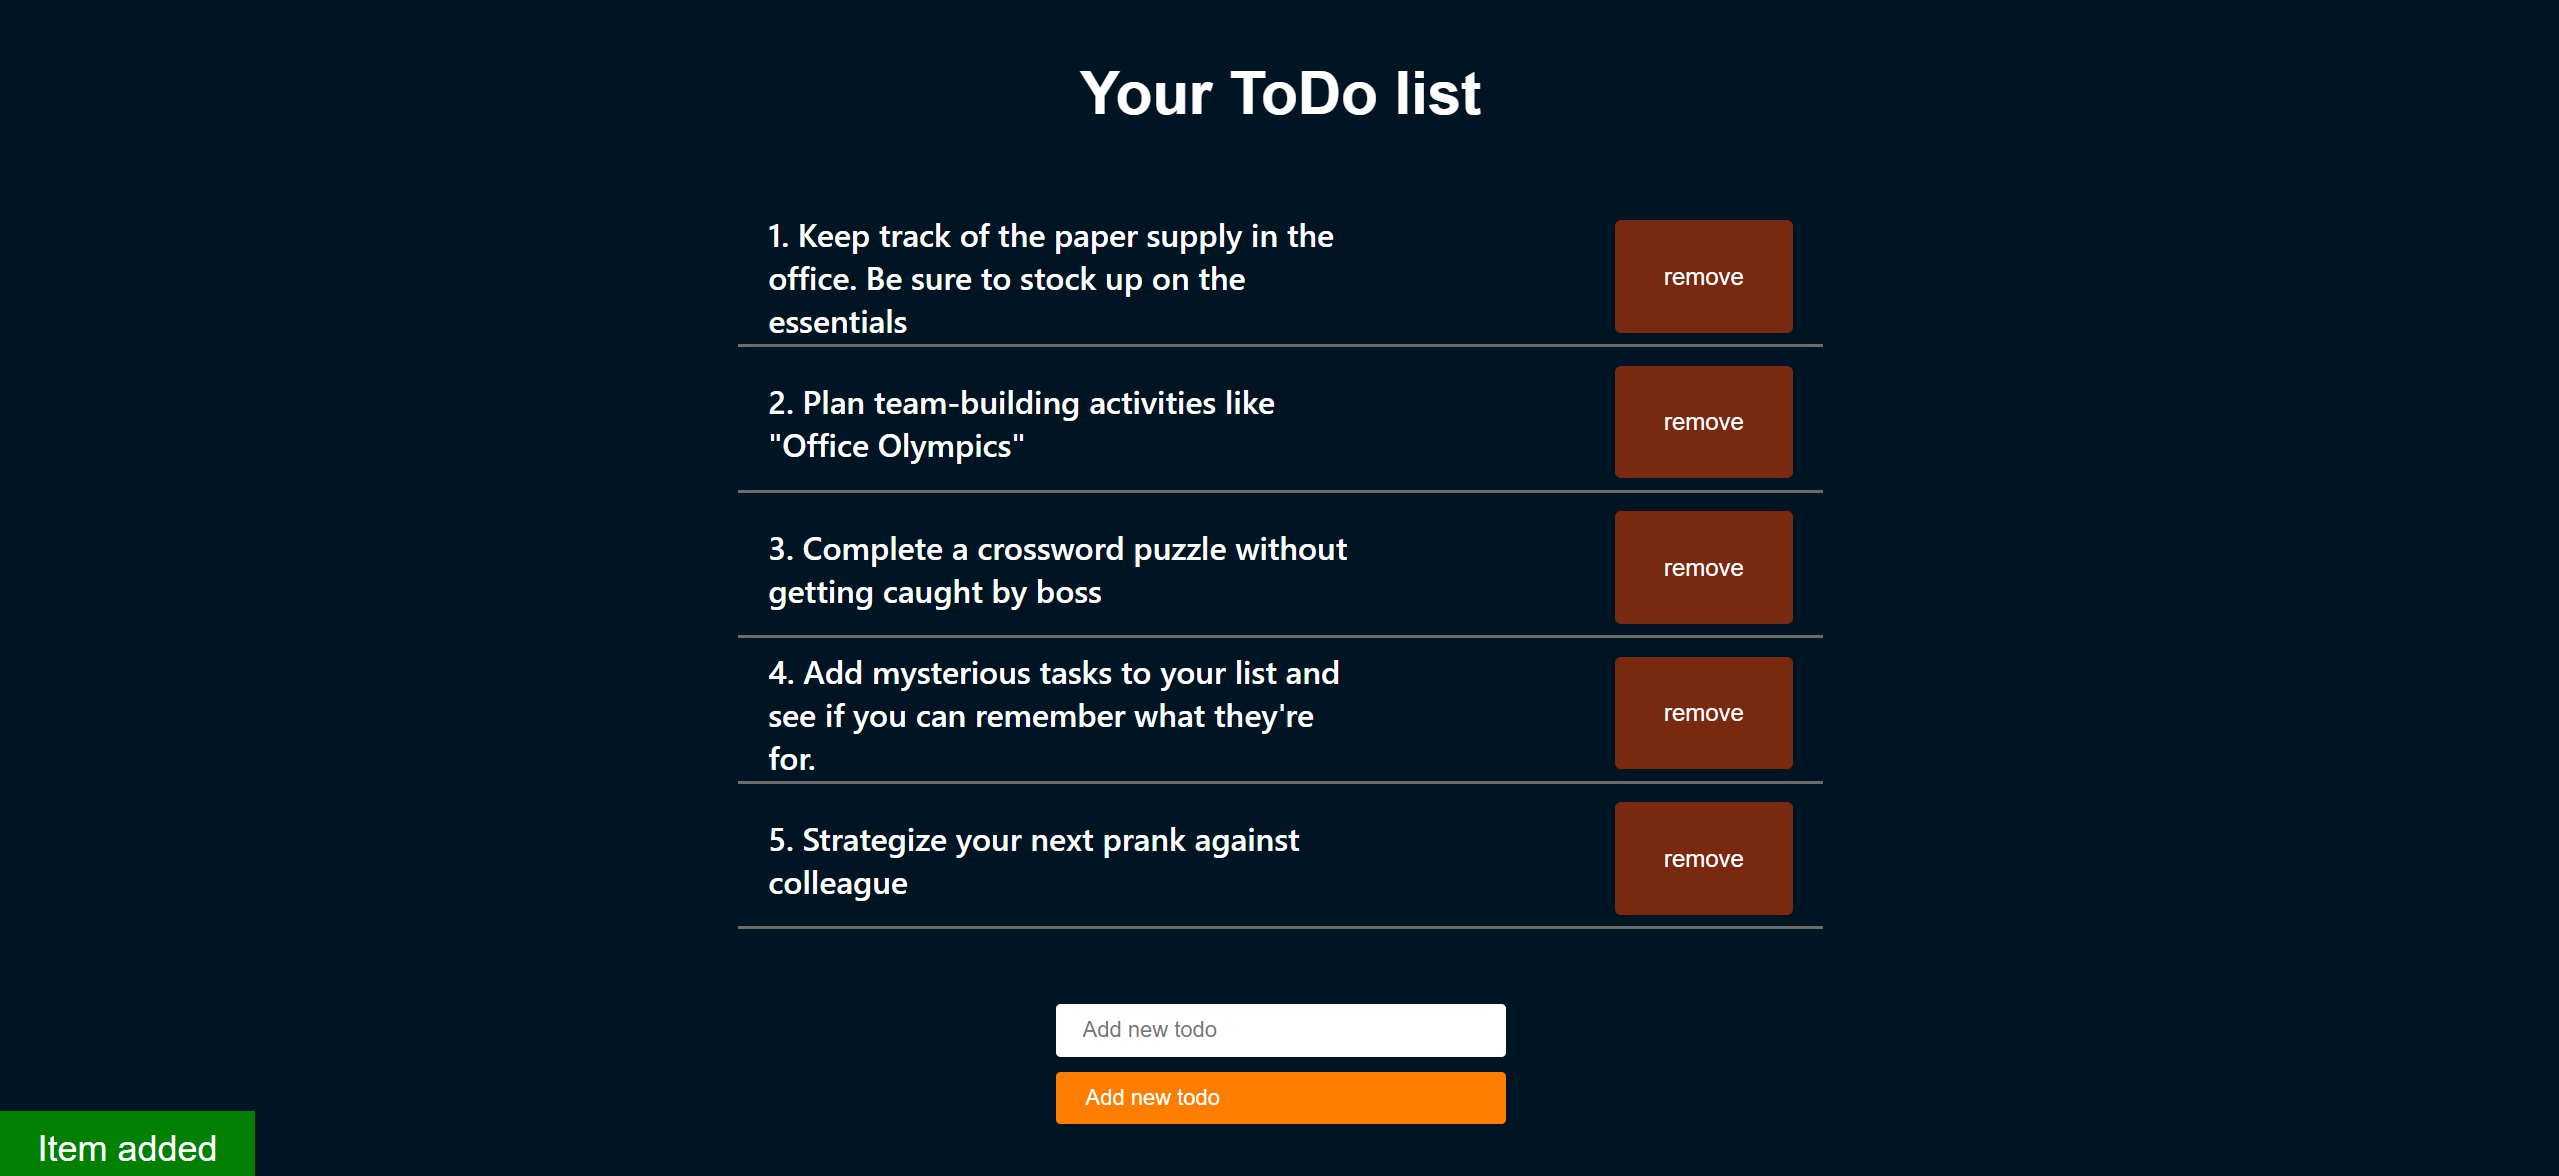 Your ToDo list
1. Keep track of the paper supply in the
office. Be sure to stock up on the
essentials
remove
2. Plan team-building activities like
"Office Olympics"
remove
3. Complete a crossword puzzle without
getting caught by boss
remove
4. Add mysterious tasks to your list and
see if you can remember what they're
for.
remove
5. Strategize your next prank against
colleague
remove
Add new todo
Add new todo
Item added